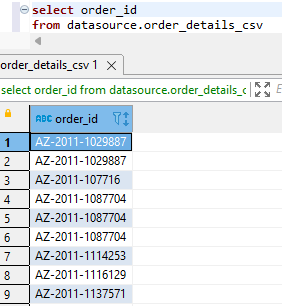 select order_id
from datasource.order_details_csv
order_details_csv 1
select order_id from datasource.order_details_c
ABC order_id
1 AZ-2011-1029887
2 AZ-2011-1029887
3 AZ-2011-107716
4 AZ-2011-1087704
5 AZ-2011-1087704
6 AZ-2011-1087704
7 AZ-2011-1114253
8 AZ-2011-1116129
9 AZ-2011-1137571